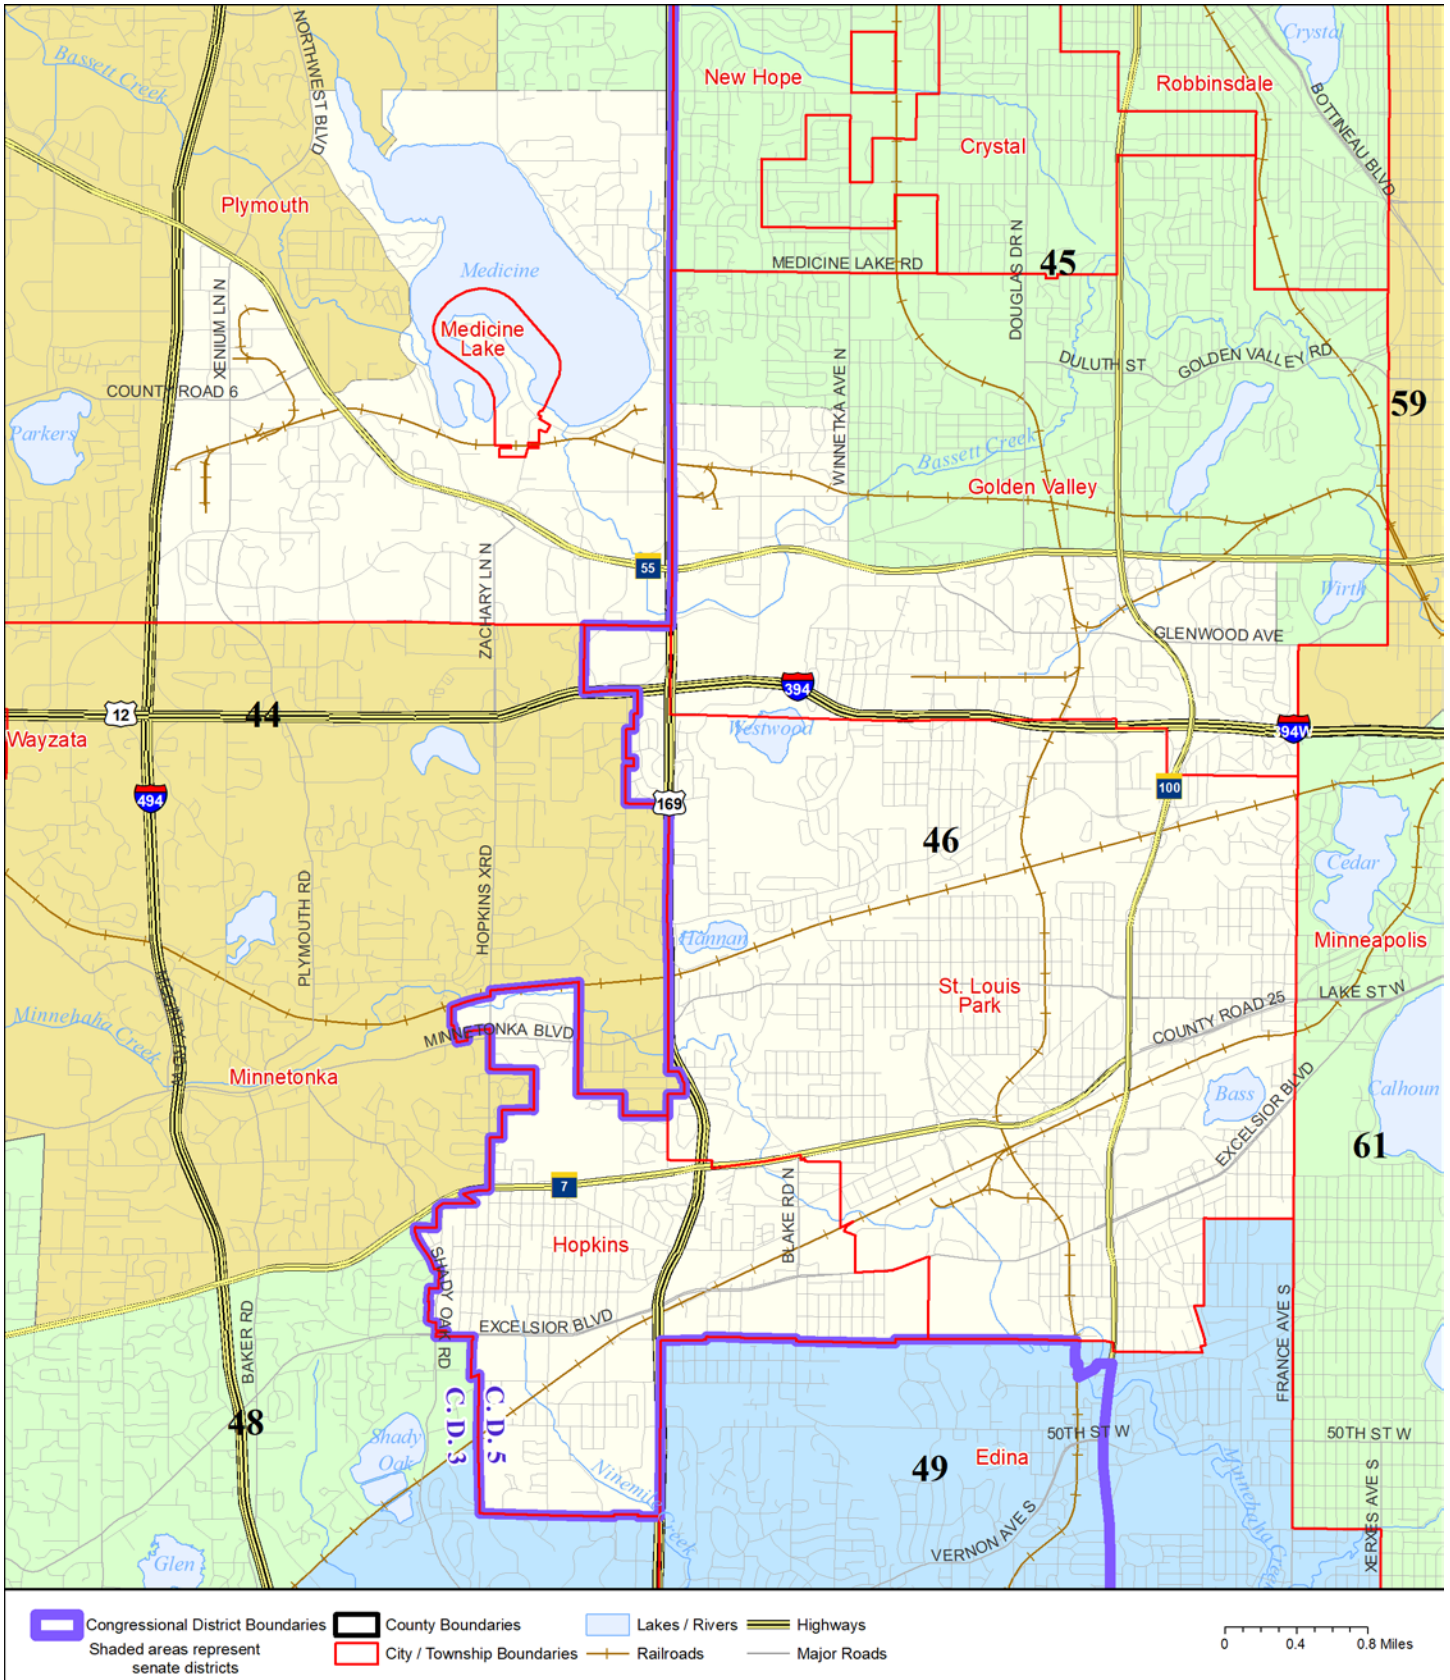 Bassett Creek
NORTHWEST BLVD
New Hope
Crystal
Robbinsdale
BOTTINEAU BLVD
Crystal
Plymouth
Medicine
MEDICINE LAKE RD
DOUGLAS DR N
45
XENIUM LN N
Medicine
Lake
COUNTY ROAD 6
WINNETKA AVE N
DULUTH ST
GOLDEN VALLEY RD
59
Parkers
Bassett Creek
Golden Valley
55
ZACHARY LN N
Wirth
GLENWOOD AVE
394
12
44
Wayzata
Westwood
394W
494
169
100
46
Cedar
PLYMOUTH RD
HOPKINS XRD
Hannan
Minneapolis
St. Louis
Park
LAKE ST W
COUNTY ROAD 25
Minnehaha Creek
MINNETONKA BLVD
Minnetonka
Bass
Calhoun
EXCELSIOR BLVD
61
7
BLAKE RD N
Hopkins
SHADY OAK RD
EXCELSIOR BLVD
BAKER RD
FRANCE AVE S
C. D. 5
C. D. 3
48
Shady
Oak
49
Edina
50TH ST W
50TH ST W
Ninemile Creek
Minnehaha Creek
VERNON AVE S
XERXES AVE S
Glen
Congressional District Boundaries
County Boundaries
Lakes / Rivers
Highways
Shaded areas represent
senate districts
City / Township Boundaries
Railroads
Major Roads
0 0.4 0.8 Miles